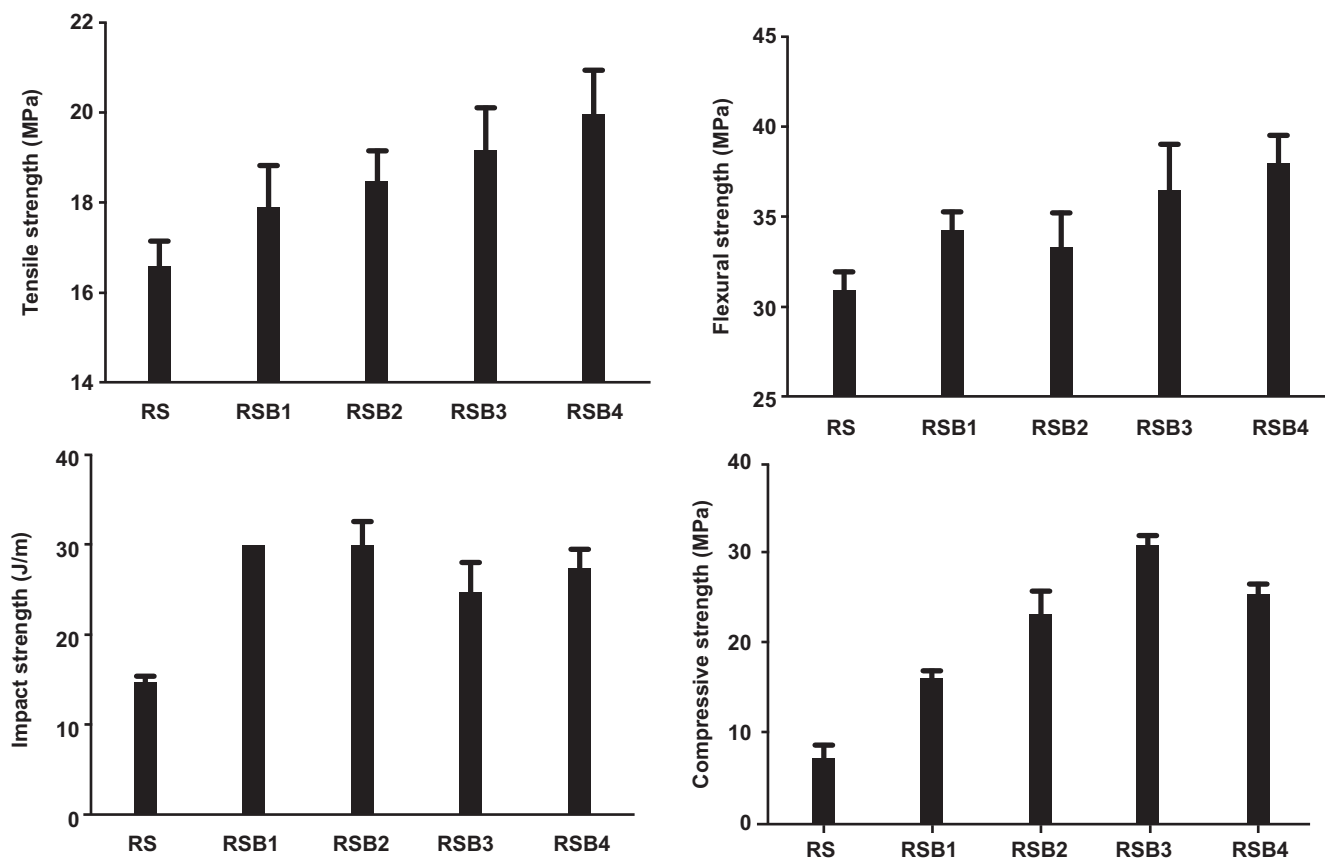 Tensile strength (MPa)
22
20
18
16
14
RS RSB1 RSB2 RSB3 RSB4
Flexural strength (MPa)
45
40
35
30
25
RS RSB1 RSB2 RSB3 RSB4
Impact strength (J/m)
40
30
20
10
0
RS RSB1 RSB2 RSB3 RSB4
Compressive strength (MPa)
40
30
20
10
0
RS RSB1 RSB2 RSB3 RSB4